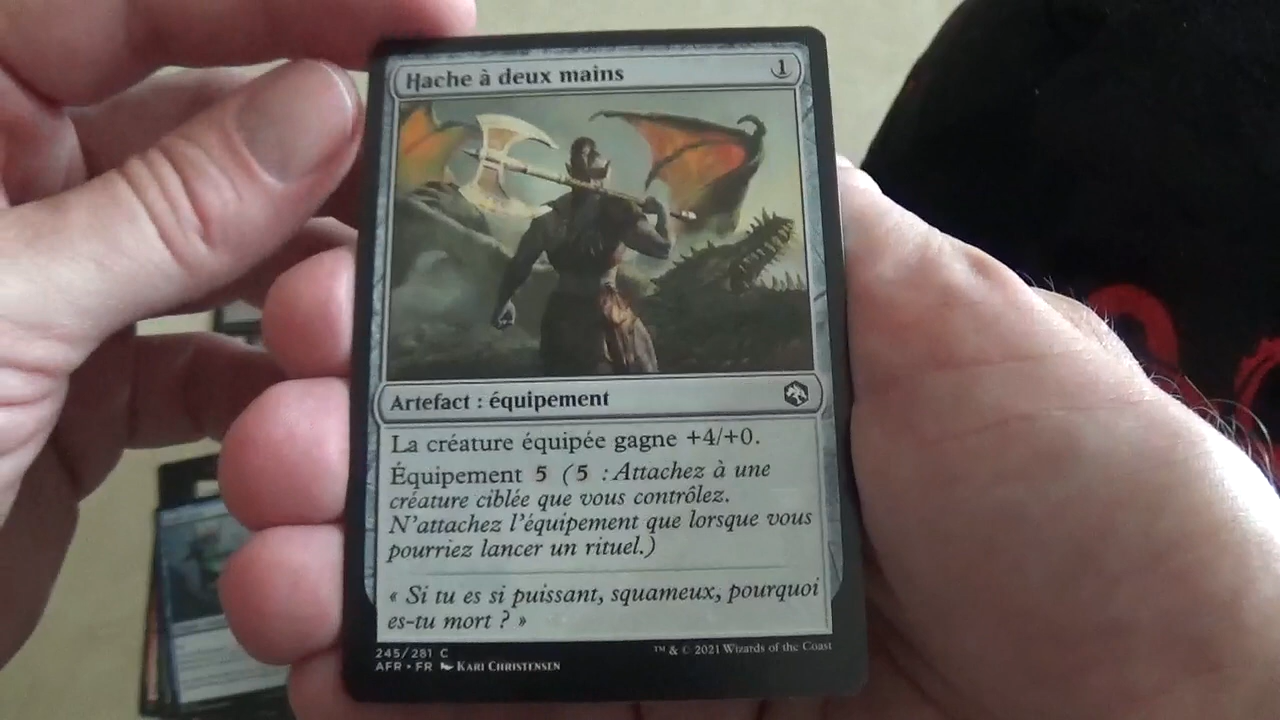 Hache à deux mains 1
Artefact : équipement
La créature équipée gagne +4/+0.
Équipement 5 (5 : Attachez à une
créature ciblée que vous contrôlez.
N'attachez l'équipement que lorsque vous
pourriez lancer un rituel.)
« Si tu es si puissant, squameux, pourquoi
es-tu mort ? »
245/281 C
AFR • FR Kari Christensen
™ & © 2021 Wizards of the Coast